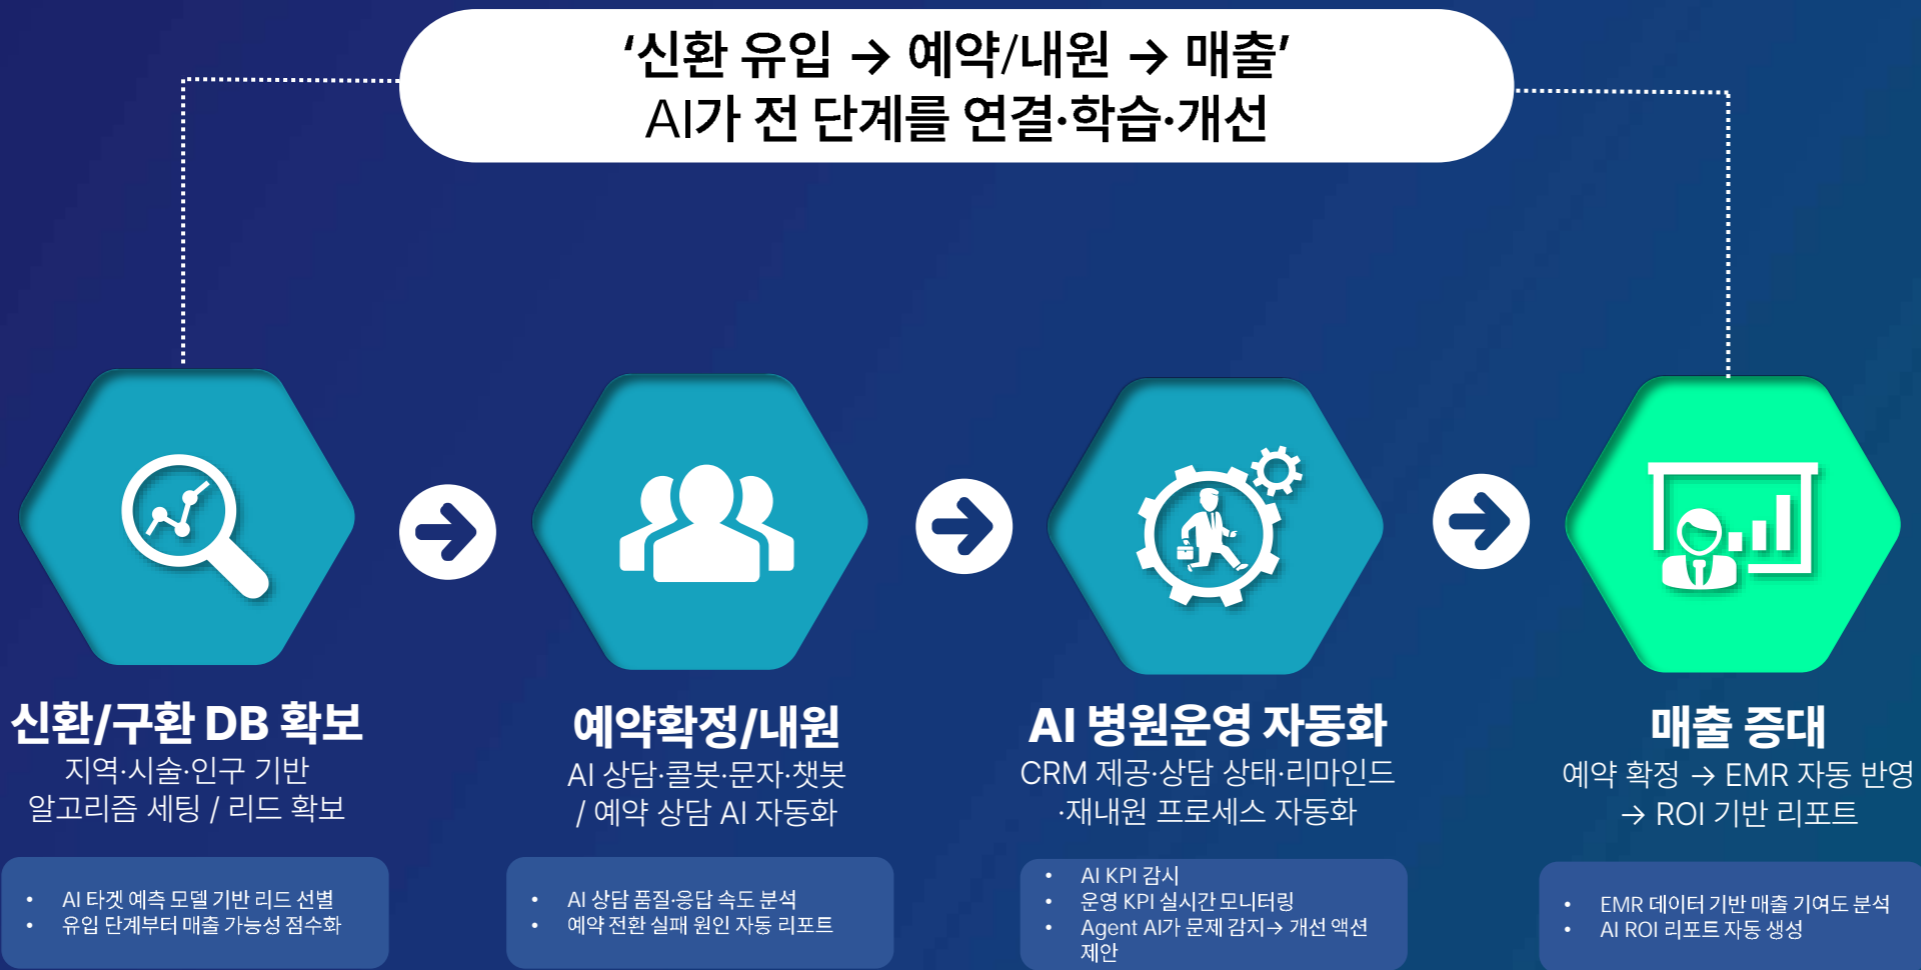 ‘신환 유입 → 예약/내원 → 매출’
AI가 전 단계를 연결·학습·개선
신환/구환 DB 확보
지역·시술·인구 기반
알고리즘 세팅 / 리드 확보
• AI 타겟 예측 모델 기반 리드 선별
• 유입 단계부터 매출 가능성 점수화
예약확정/내원
AI 상담·콜봇·문자·챗봇
/ 예약 상담 AI 자동화
• AI 상담 품질·응답 속도 분석
• 예약 전환 실패 원인 자동 리포트
AI 병원운영 자동화
CRM 제공·상담 상태·리마인드
·재내원 프로세스 자동화
• AI KPI 감시
• 운영 KPI 실시간 모니터링
• Agent AI가 문제 감지→ 개선 액션
제안
매출 증대
예약 확정 → EMR 자동 반영
→ ROI 기반 리포트
• EMR 데이터 기반 매출 기여도 분석
• AI ROI 리포트 자동 생성